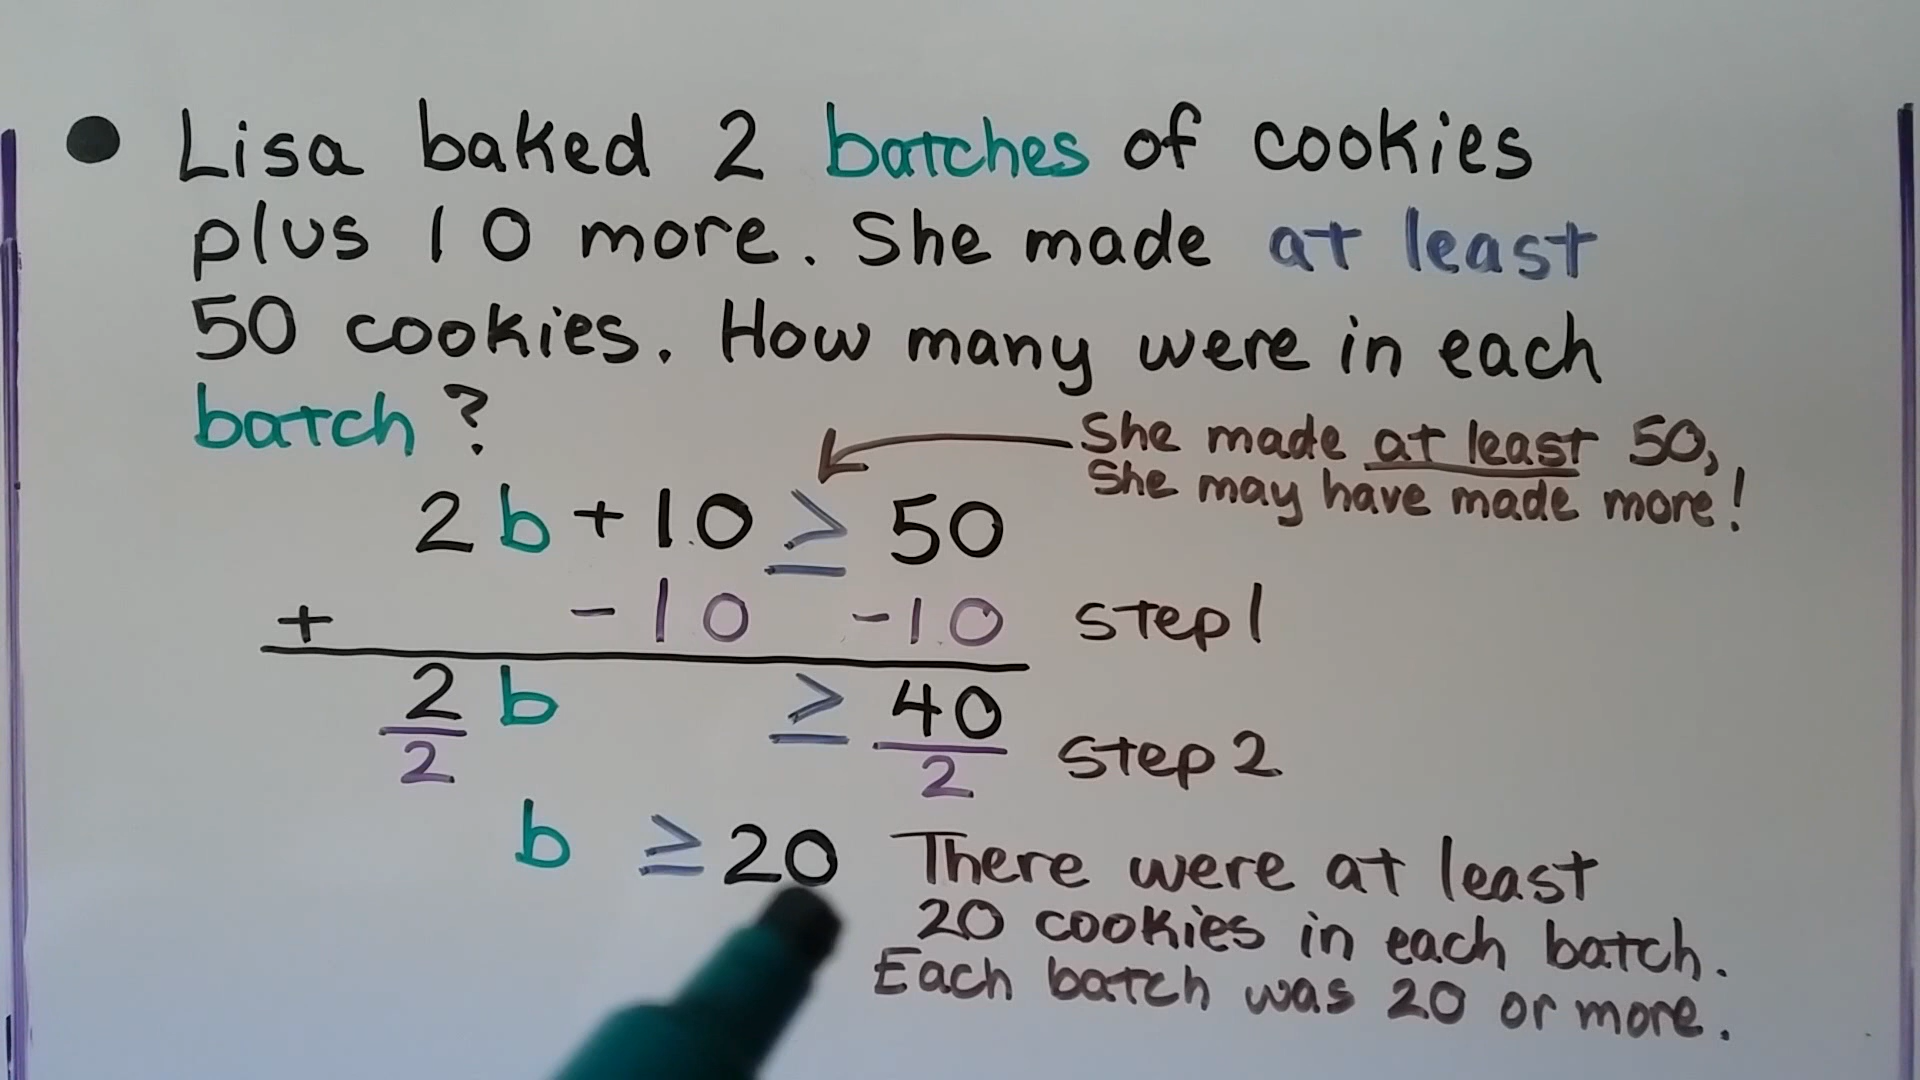 ● Lisa baked 2 batches of cookies
plus 10 more. She made at least
50 cookies. How many were in each
batch?
She made at least 50,
She may have made more!
2b + 10 ≥ 50
+ -10 -10 step 1
2b ≥ 40
2 2 step 2
b ≥ 20
There were at least
20 cookies in each batch.
Each batch was 20 or more.